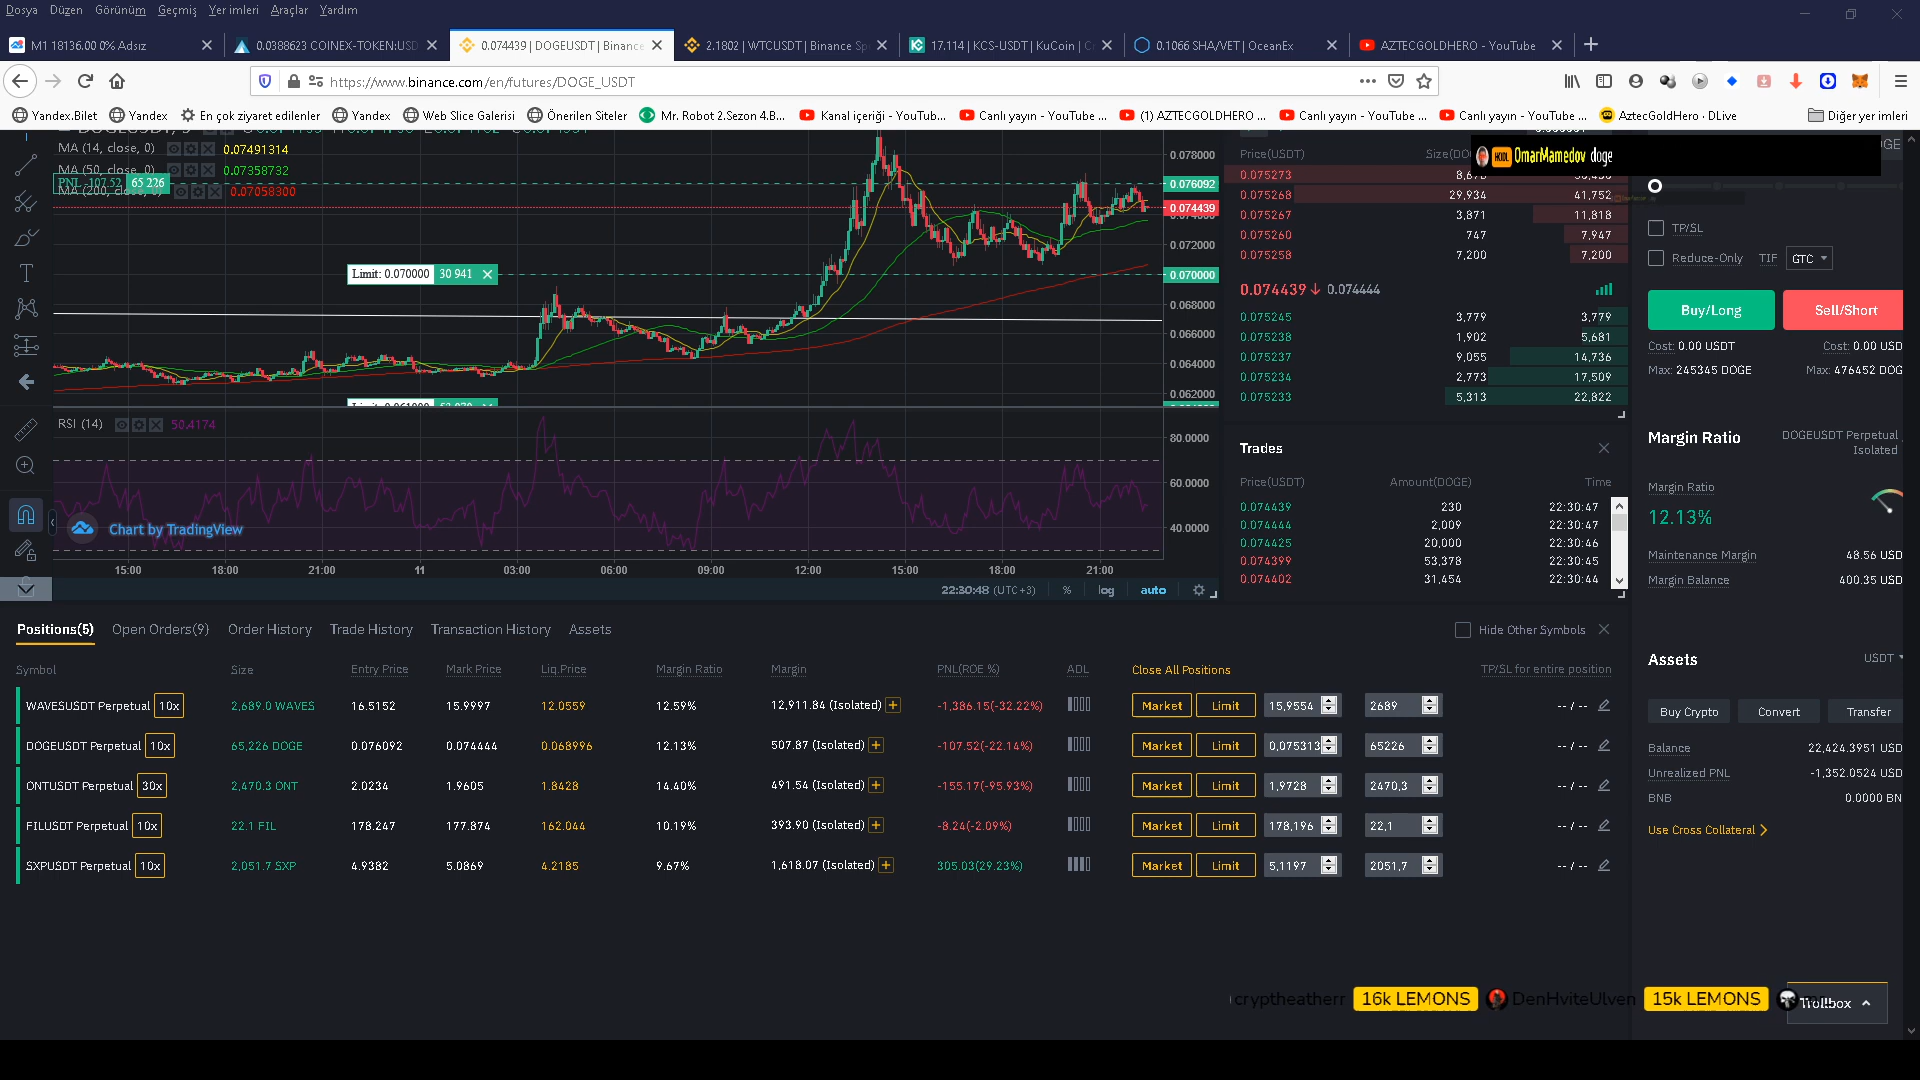 Dosya Düzen Görünüm Geçmiş Yer imleri Araçlar Yardım
M1 18136.00 0% Adsız
0.0388623 COINEX-TOKEN:USD
0.074439 | DOGEUSDT | Binance
2.1802 | WTCUSDT | Binance Sp
17.114 | KCS-USDT | KuCoin | C
0.1066 SHA/VET | OceanEx
AZTECGOLDHERO - YouTube
https://www.binance.com/en/futures/DOGE_USDT
Yandex.Bilet Yandex En çok ziyaret edilenler Yandex Web Slice Galerisi Önerilen Siteler Mr. Robot 2.Sezon 4.B... Kanal içeriği - YouTub... Canlı yayın - YouTube ... (1) AZTECGOLDHERO ... Canlı yayın - YouTube ... Canlı yayın - YouTube ... AztecGoldHero · DLive Diğer yer imleri
MA (14, close, 0) 0.07491314
MA (50, close, 0) 0.07358732
PNL -107.52 65 226
MA (200, close, 0) 0.07058300
Limit: 0.070000 30 941
0.078000
0.076092
0.074439
0.072000
0.070000
0.068000
0.066000
0.064000
0.062000
RSI (14) 50.4174
80.0000
60.0000
40.0000
Chart by TradingView
15:00 18:00 21:00 11 03:00 06:00 09:00 12:00 15:00 18:00 21:00
22:30:48 (UTC+3) % log auto
Price(USDT) Size(DO
HODL OmarMamedov doge
0.075273 8,678
0.075268 29,934 41,752
0.075267 3,871 11,818
0.075260 747 7,947
0.075258 7,200 7,200
0.074439 ↓ 0.074444
0.075245 3,779 3,779
0.075238 1,902 5,681
0.075237 9,055 14,736
0.075234 2,773 17,509
0.075233 5,313 22,822
Trades
Price(USDT) Amount(DOGE) Time
0.074439 230 22:30:47
0.074444 2,009 22:30:47
0.074425 20,000 22:30:46
0.074399 53,378 22:30:45
0.074402 31,454 22:30:44
TP/SL
Reduce-Only TIF GTC
Buy/Long Sell/Short
Cost: 0.00 USDT Cost: 0.00 USD
Max: 245345 DOGE Max: 476452 DOG
Margin Ratio DOGEUSDT Perpetual
Isolated
Margin Ratio
12.13%
Maintenance Margin 48.56 USD
Margin Balance 400.35 USD
Assets USDT
Buy Crypto Convert Transfer
Balance 22,424.3951 USD
Unrealized PNL -1,352.0524 USD
BNB 0.0000 BN
Use Cross Collateral
Positions(5) Open Orders(9) Order History Trade History Transaction History Assets Hide Other Symbols
Symbol Size Entry Price Mark Price Liq.Price Margin Ratio Margin PNL(ROE %) ADL Close All Positions TP/SL for entire position
WAVESUSDT Perpetual 10x 2,689.0 WAVES 16.5152 15.9997 12.0559 12.59% 12,911.84 (Isolated) -1,386.15(-32.22%) Market Limit 15,9554 2689 -- / --
DOGEUSDT Perpetual 10x 65,226 DOGE 0.076092 0.074444 0.068996 12.13% 507.87 (Isolated) -107.52(-22.14%) Market Limit 0,075313 65226 -- / --
ONTUSDT Perpetual 30x 2,470.3 ONT 2.0234 1.9605 1.8428 14.40% 491.54 (Isolated) -155.17(-95.93%) Market Limit 1,9728 2470,3 -- / --
FILUSDT Perpetual 10x 22.1 FIL 178.247 177.874 162.044 10.19% 393.90 (Isolated) -8.24(-2.09%) Market Limit 178,196 22,1 -- / --
SXPUSDT Perpetual 10x 2,051.7 SXP 4.9382 5.0869 4.2185 9.67% 1,618.07 (Isolated) 305.03(29.23%) Market Limit 5,1197 2051,7 -- / --
cryptheatherr 16k LEMONS DenHviteUlven 15k LEMONS
Trollbox